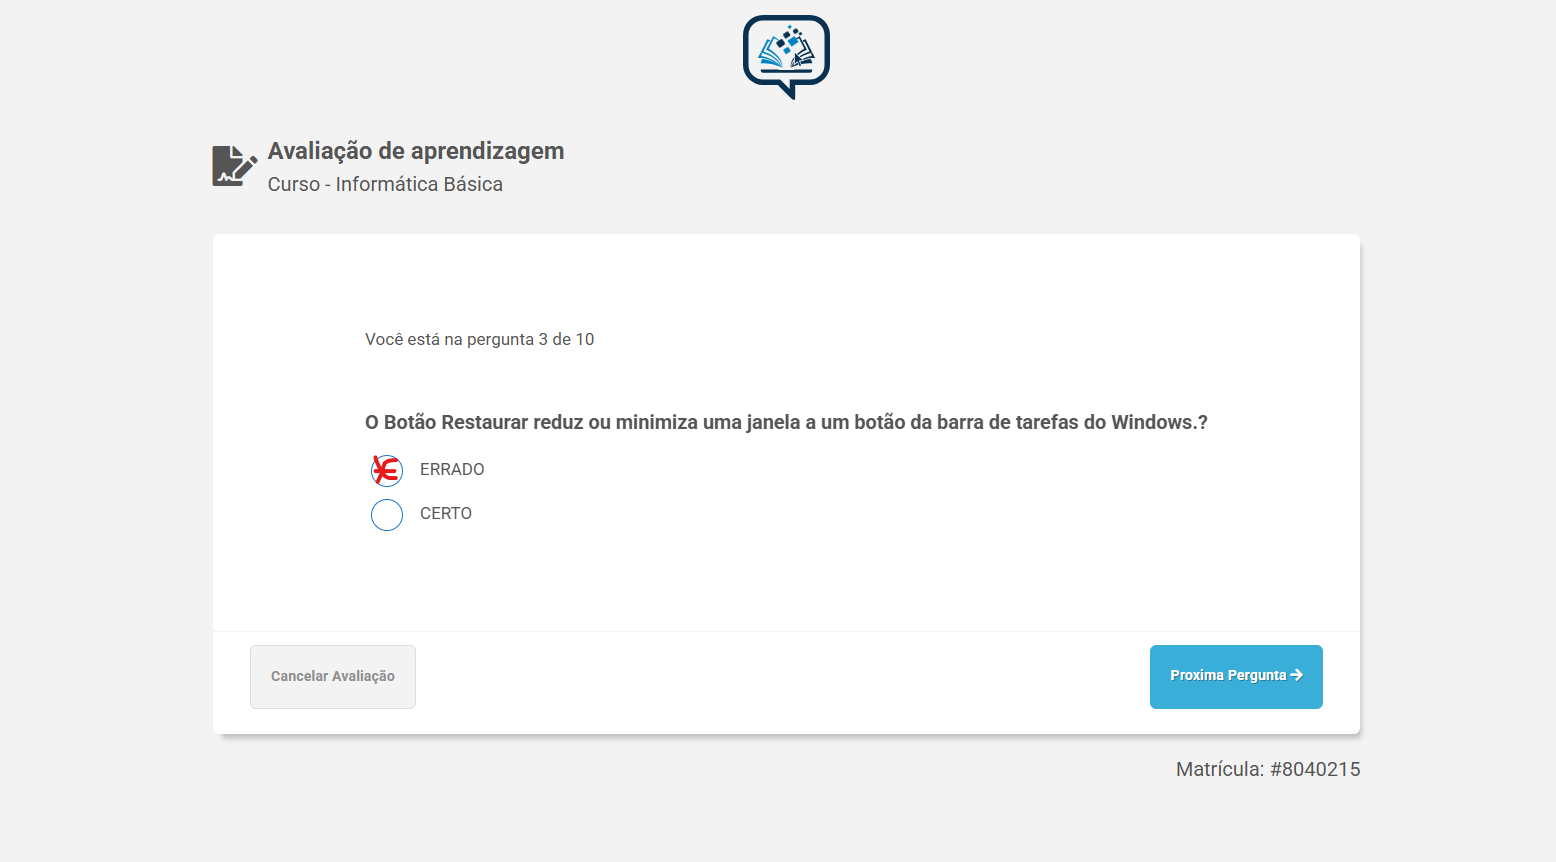 Avaliação de aprendizagem
Curso - Informática Básica
Você está na pergunta 3 de 10
O Botão Restaurar reduz ou minimiza uma janela a um botão da barra de tarefas do Windows.?
ERRADO
CERTO
Cancelar Avaliação
Proxima Pergunta
Matrícula: #8040215